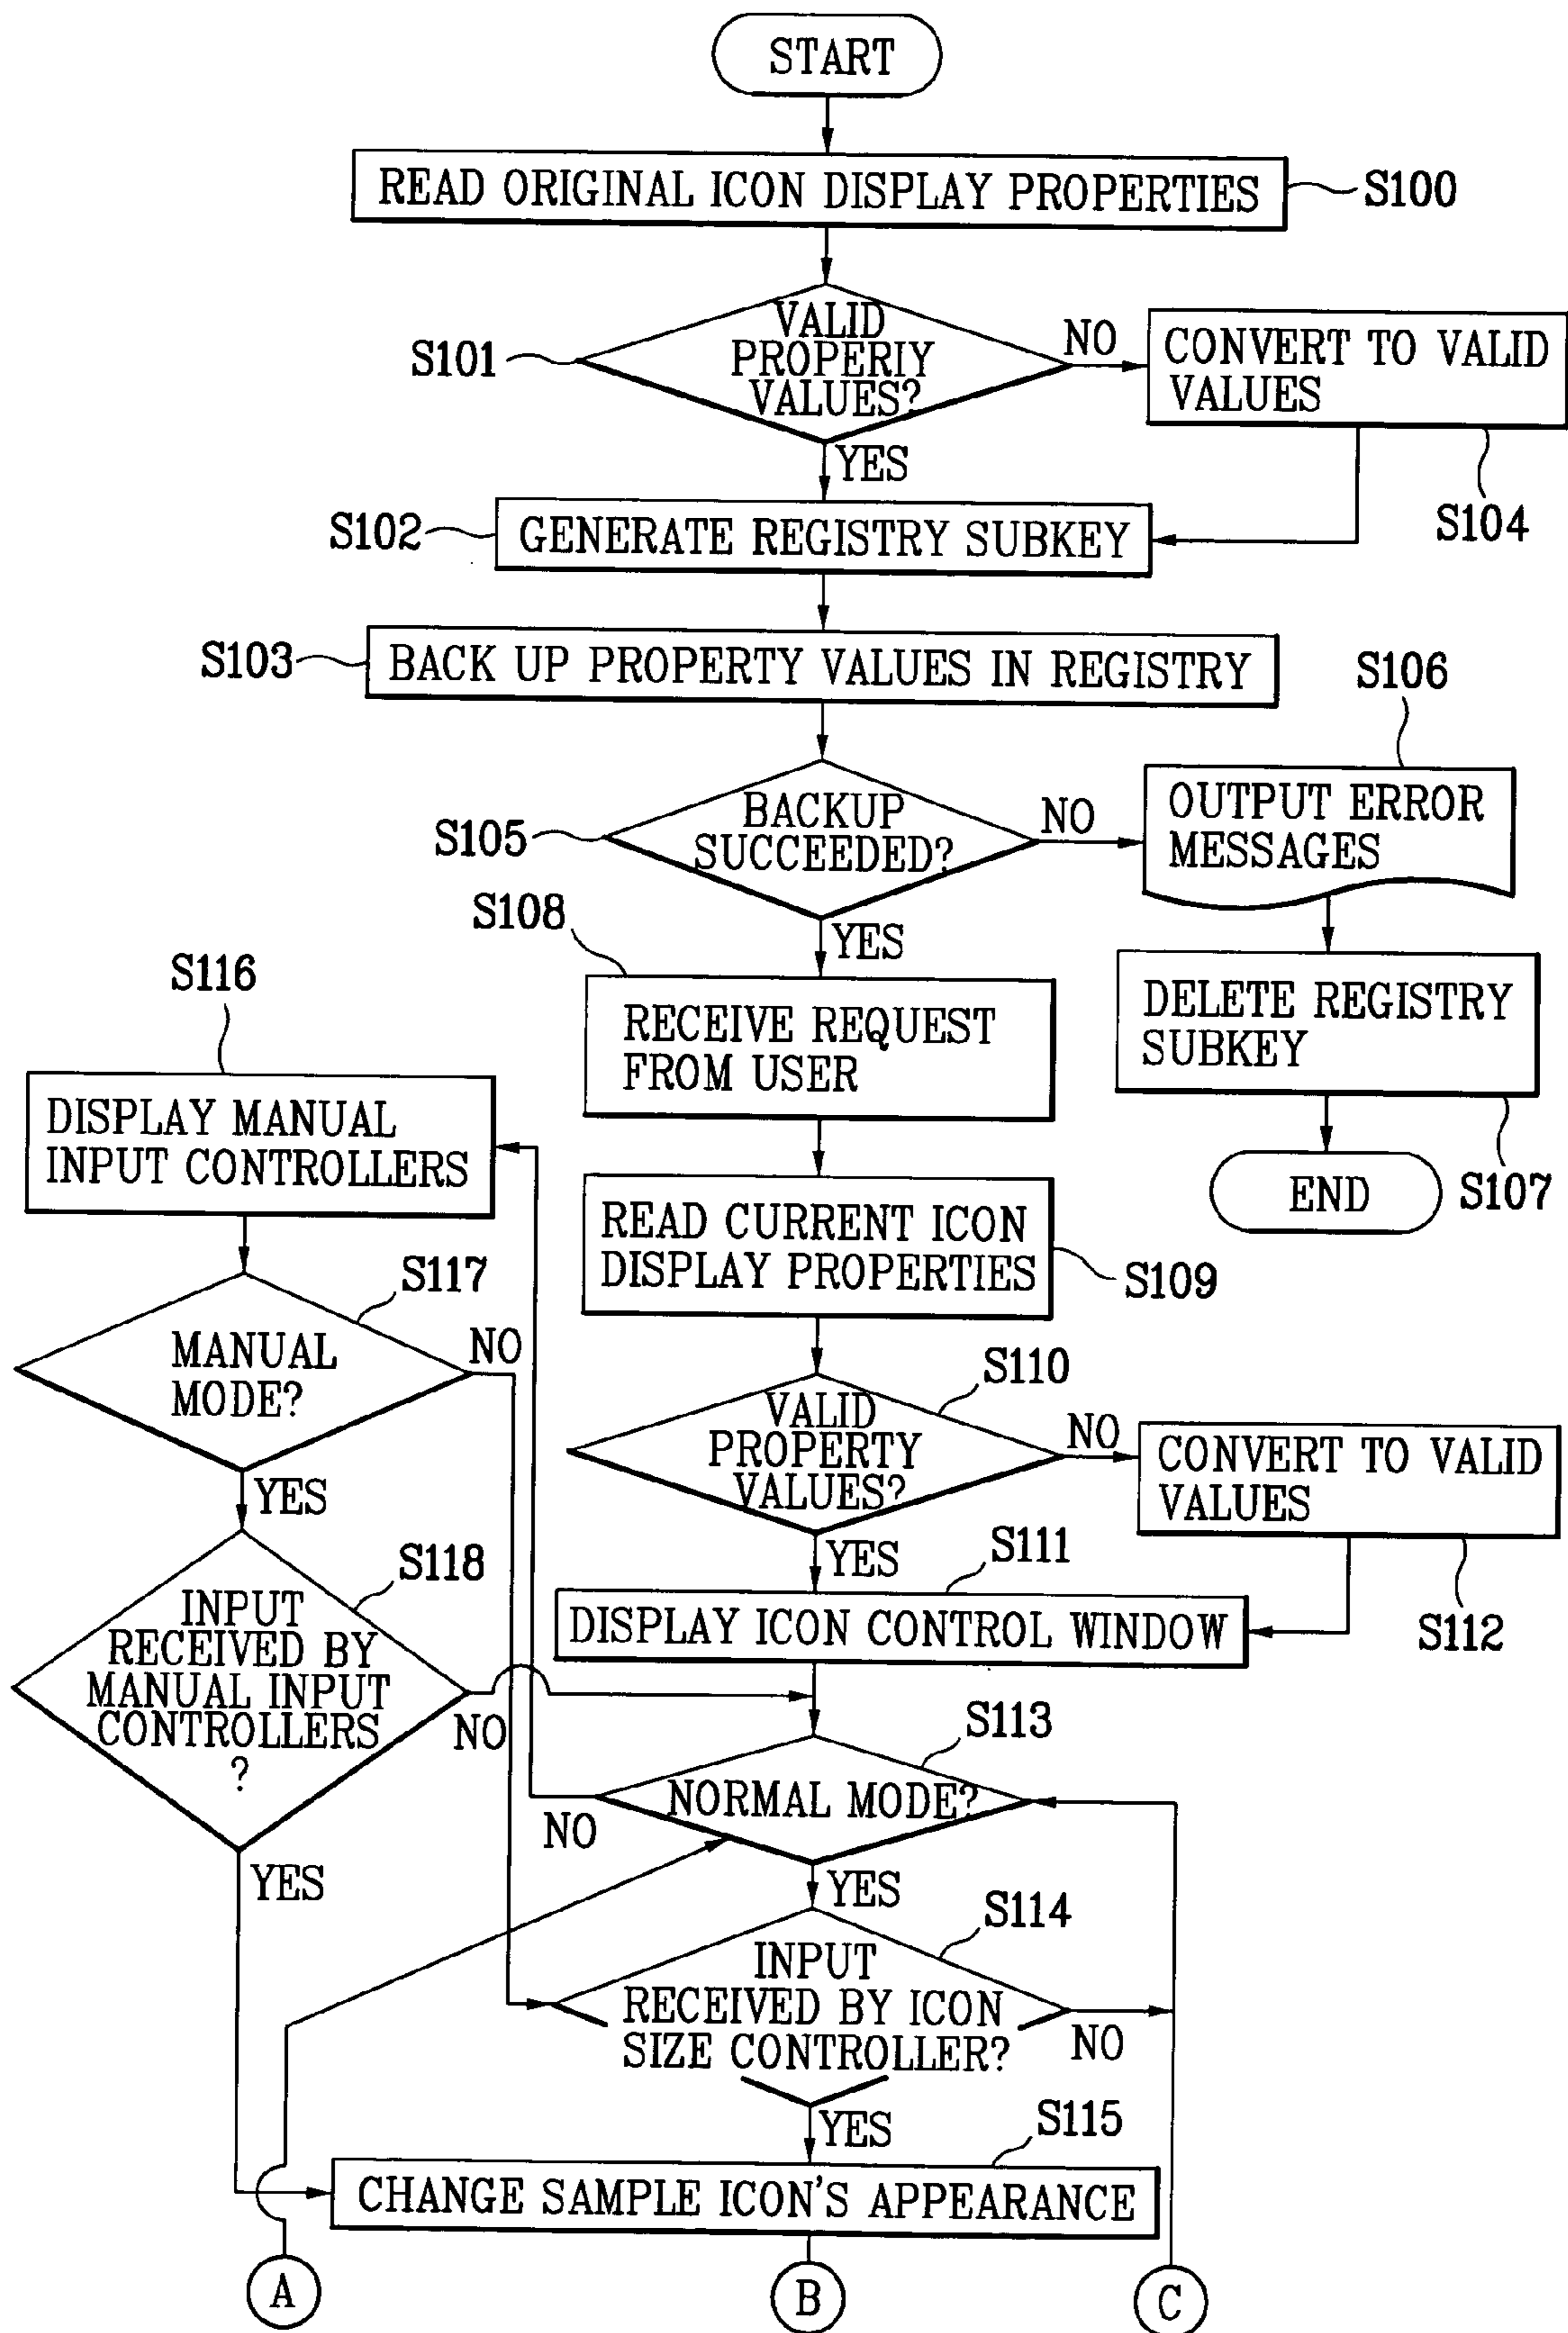 START
READ ORIGINAL ICON DISPLAY PROPERTIES
S100
S101
VALID
PROPERIY
VALUES?
NO
CONVERT TO VALID
VALUES
S104
YES
S102
GENERATE REGISTRY SUBKEY
S103
BACK UP PROPERTY VALUES IN REGISTRY
S105
BACKUP
SUCCEEDED?
NO
S106
OUTPUT ERROR
MESSAGES
DELETE REGISTRY
SUBKEY
S107
END
YES
S108
RECEIVE REQUEST
FROM USER
READ CURRENT ICON
DISPLAY PROPERTIES
S109
S110
VALID
PROPERTY
VALUES?
NO
CONVERT TO VALID
VALUES
S112
YES
S111
DISPLAY ICON CONTROL WINDOW
S113
NORMAL MODE?
NO
YES
S114
INPUT
RECEIVED BY ICON
SIZE CONTROLLER?
NO
YES
S115
CHANGE SAMPLE ICON'S APPEARANCE
S116
DISPLAY MANUAL
INPUT CONTROLLERS
S117
MANUAL
MODE?
NO
YES
S118
INPUT
RECEIVED BY
MANUAL INPUT
CONTROLLERS
?
NO
YES
A
B
C